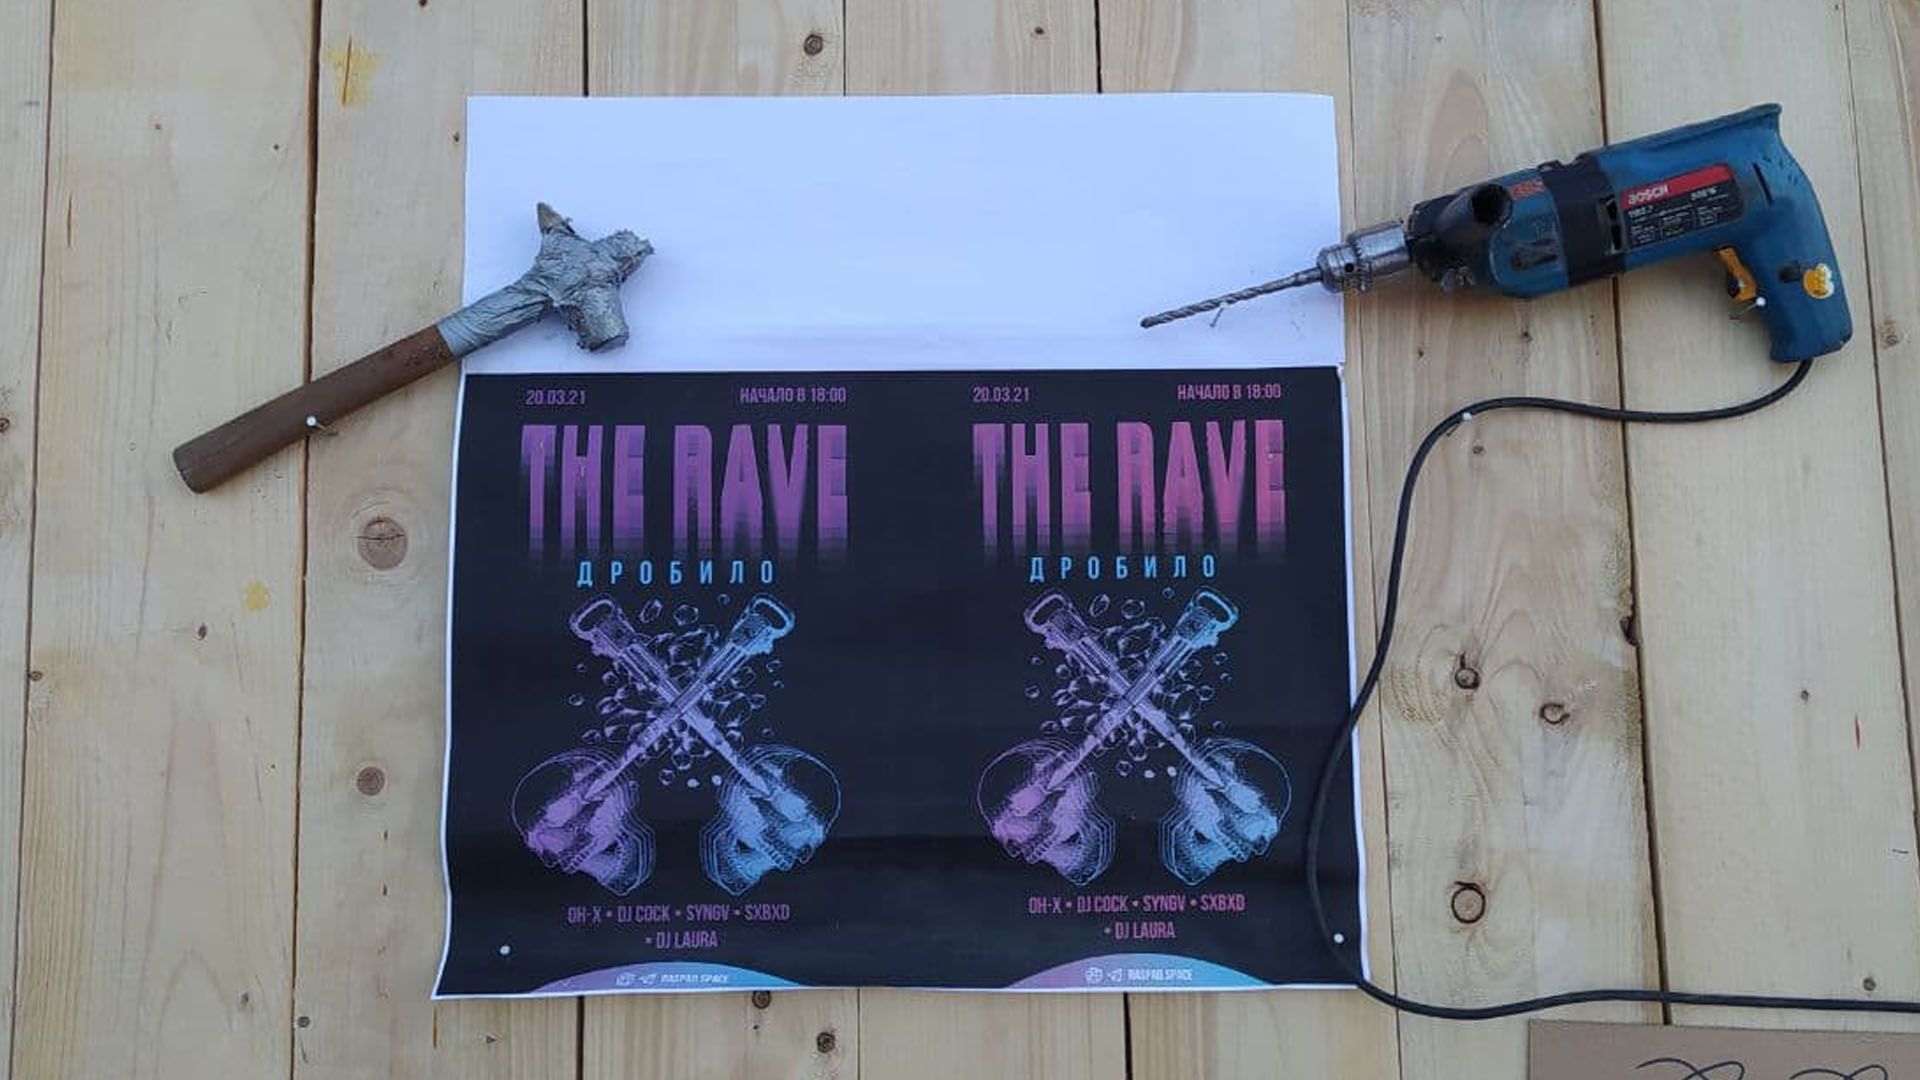 BOSCH
20.03.21 НАЧАЛО В 18:00
THE RAVE
ДРОБИЛО
OH-X • DJ COCK • SYNGV • SXBXD
• DJ LAURA
RASPAD.SPACE
20.03.21 НАЧАЛО В 18:00
THE RAVE
ДРОБИЛО
OH-X • DJ COCK • SYNGV • SXBXD
• DJ LAURA
RASPAD.SPACE